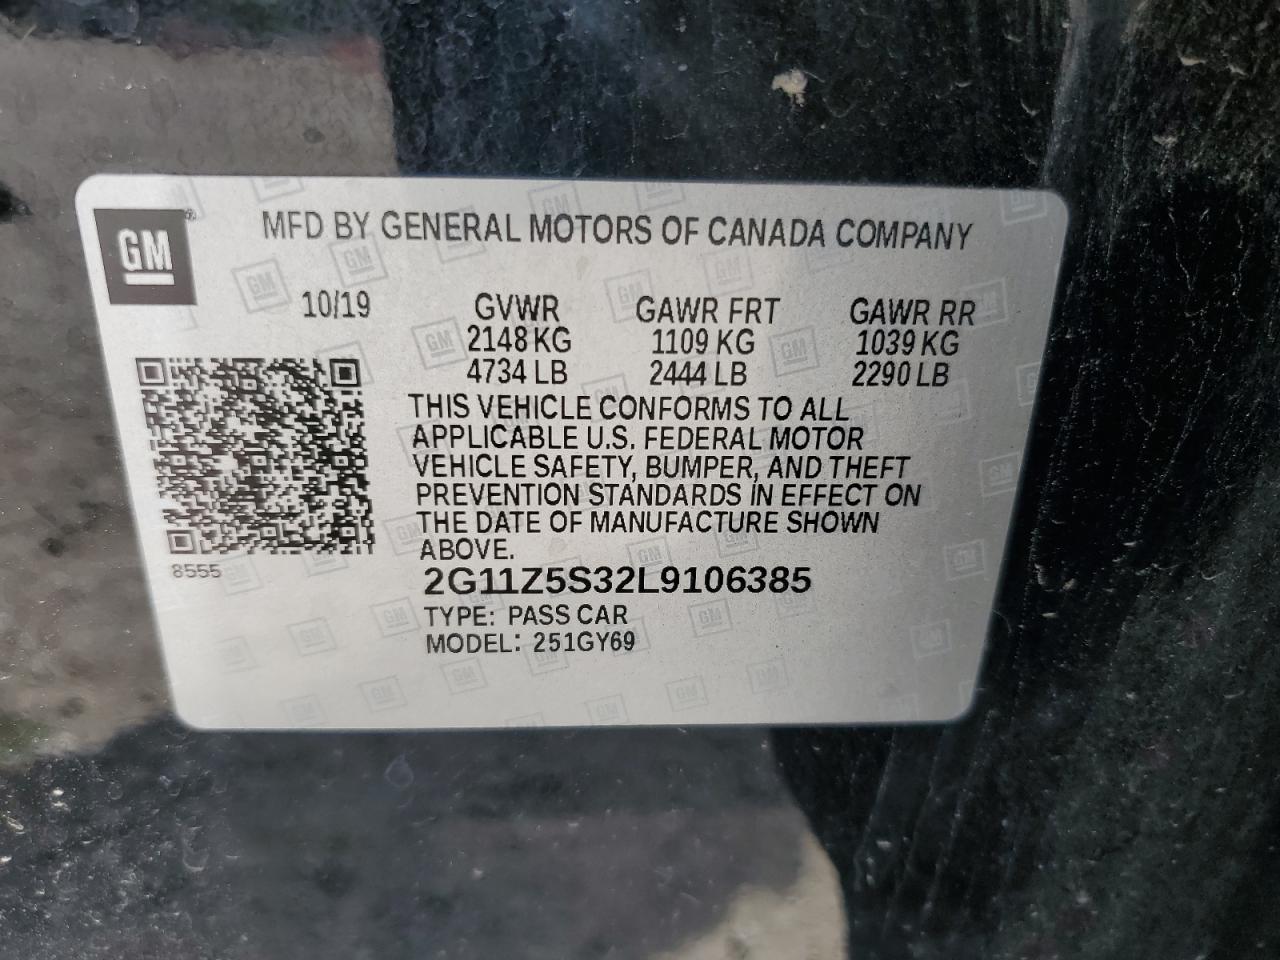 GM
MFD BY GENERAL MOTORS OF CANADA COMPANY
10/19 GVWR GAWR FRT GAWR RR
2148 KG 1109 KG 1039 KG
4734 LB 2444 LB 2290 LB
THIS VEHICLE CONFORMS TO ALL
APPLICABLE U.S. FEDERAL MOTOR
VEHICLE SAFETY, BUMPER, AND THEFT
PREVENTION STANDARDS IN EFFECT ON
THE DATE OF MANUFACTURE SHOWN
ABOVE.
8555
2G11Z5S32L9106385
TYPE: PASS CAR
MODEL: 251GY69